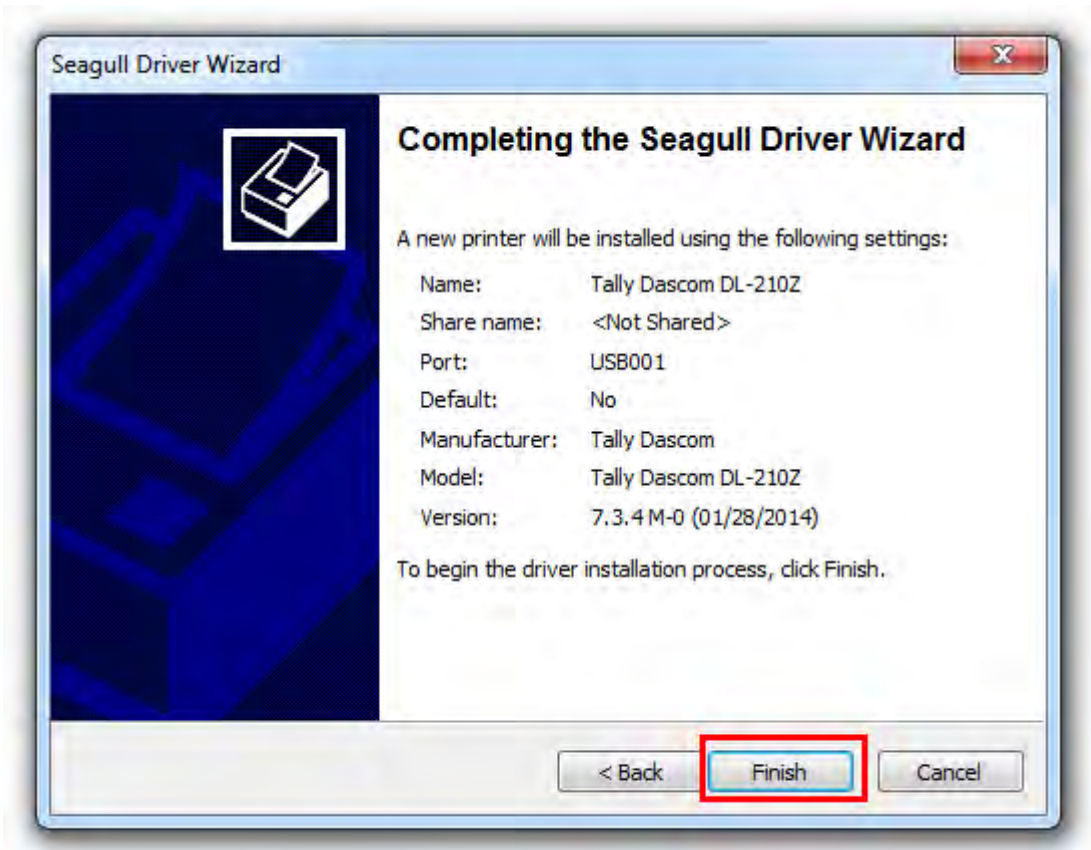 Seagull Driver Wizard
Completing the Seagull Driver Wizard
A new printer will be installed using the following settings:
Name: Tally Dascom DL-210Z
Share name: <Not Shared>
Port: USB001
Default: No
Manufacturer: Tally Dascom
Model: Tally Dascom DL-210Z
Version: 7.3.4 M-0 (01/28/2014)
To begin the driver installation process, click Finish.
< Back Finish Cancel